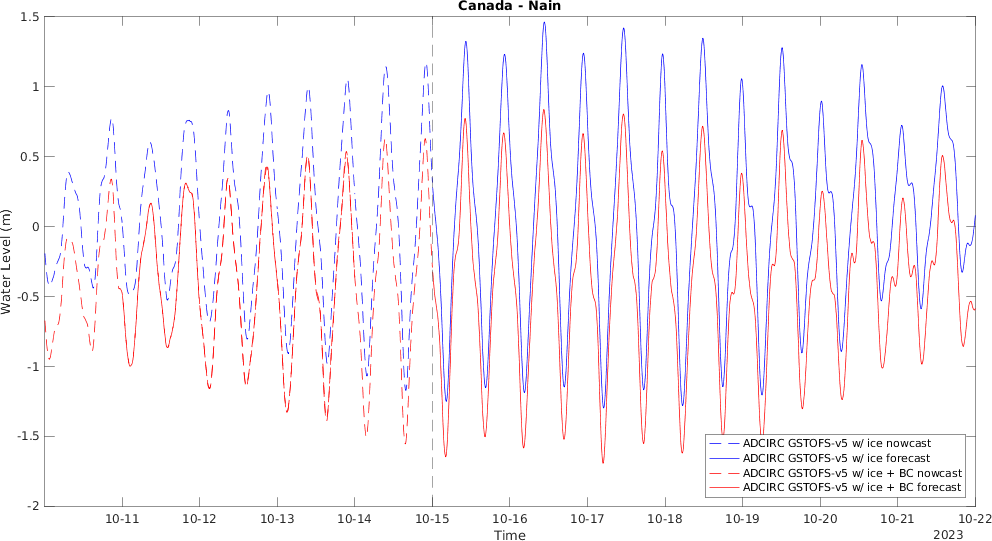 Canada - Nain
Water Level (m)
1.5
1
0.5
0
-0.5
-1
-1.5
-2
ADCIRC GSTOFS-v5 w/ ice nowcast
ADCIRC GSTOFS-v5 w/ ice forecast
ADCIRC GSTOFS-v5 w/ ice + BC nowcast
ADCIRC GSTOFS-v5 w/ ice + BC forecast
10-11 10-12 10-13 10-14 10-15 10-16 10-17 10-18 10-19 10-20 10-21 10-22
Time
2023